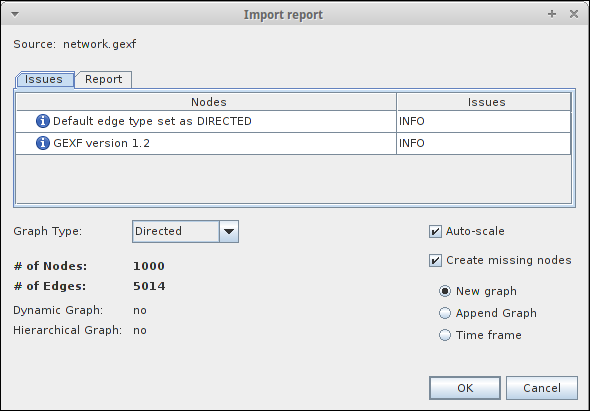 Import report
Source: network.gexf
Issues Report
Nodes Issues
Default edge type set as DIRECTED INFO
GEXF version 1.2 INFO
Graph Type: Directed
Auto-scale
Create missing nodes
# of Nodes: 1000
# of Edges: 5014
Dynamic Graph: no
Hierarchical Graph: no
New graph
Append Graph
Time frame
OK Cancel